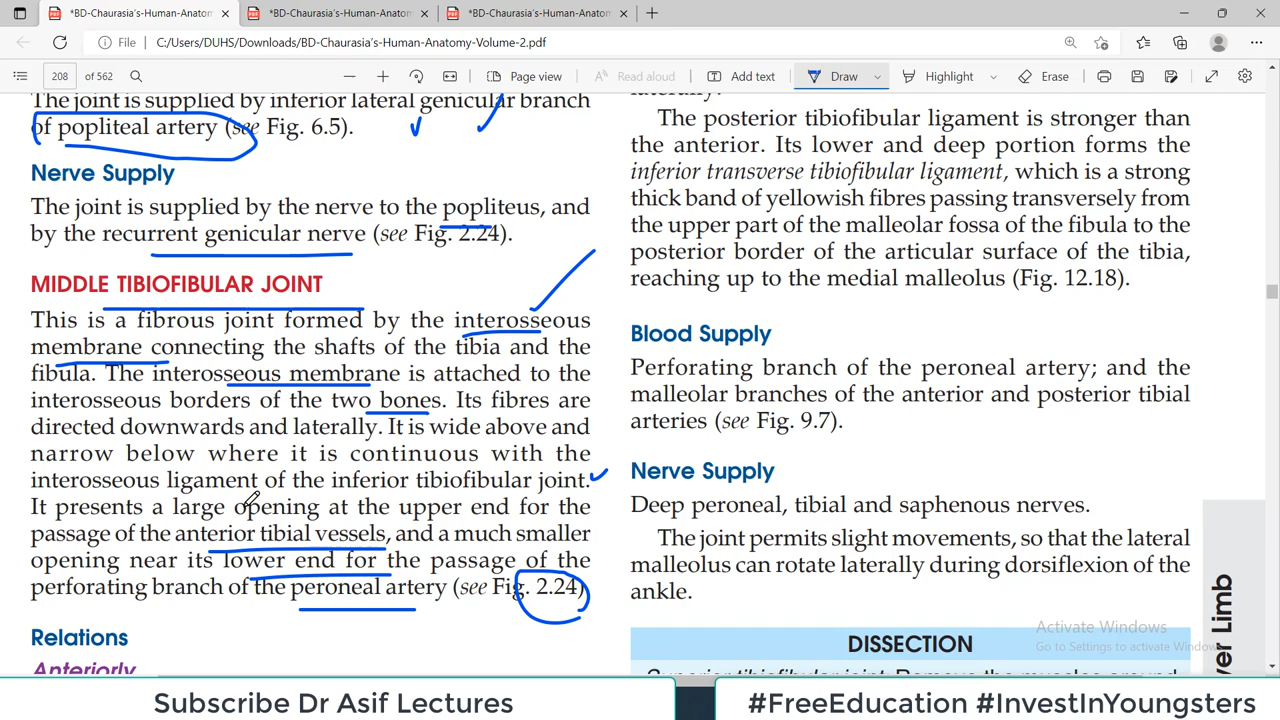 *BD-Chaurasia's-Human-Anatom
*BD-Chaurasia's-Human-Anatomy-
*BD-Chaurasia's-Human-Anatomy-
File
C:/Users/DUHS/Downloads/BD-Chaurasia's-Human-Anatomy-Volume-2.pdf
208 of 562
Page view
Read aloud
Add text
Draw
Highlight
Erase
The joint is supplied by inferior lateral genicular branch
of popliteal artery (see Fig. 6.5).
Nerve Supply
The joint is supplied by the nerve to the popliteus, and
by the recurrent genicular nerve (see Fig. 2.24).
MIDDLE TIBIOFIBULAR JOINT
This is a fibrous joint formed by the interosseous
membrane connecting the shafts of the tibia and the
fibula. The interosseous membrane is attached to the
interosseous borders of the two bones. Its fibres are
directed downwards and laterally. It is wide above and
narrow below where it is continuous with the
interosseous ligament of the inferior tibiofibular joint.
It presents a large opening at the upper end for the
passage of the anterior tibial vessels, and a much smaller
opening near its lower end for the passage of the
perforating branch of the peroneal artery (see Fig. 2.24)
Relations
Anteriorly
laterally.
The posterior tibiofibular ligament is stronger than
the anterior. Its lower and deep portion forms the
inferior transverse tibiofibular ligament, which is a strong
thick band of yellowish fibres passing transversely from
the upper part of the malleolar fossa of the fibula to the
posterior border of the articular surface of the tibia,
reaching up to the medial malleolus (Fig. 12.18).
Blood Supply
Perforating branch of the peroneal artery; and the
malleolar branches of the anterior and posterior tibial
arteries (see Fig. 9.7).
Nerve Supply
Deep peroneal, tibial and saphenous nerves.
The joint permits slight movements, so that the lateral
malleolus can rotate laterally during dorsiflexion of the
ankle.
DISSECTION
Superior tibiofibular joint: Remove the muscles around
ver Limb
Activate Windows
Go to Settings to activate Windows.
Subscribe Dr Asif Lectures
#FreeEducation #InvestInYoungsters